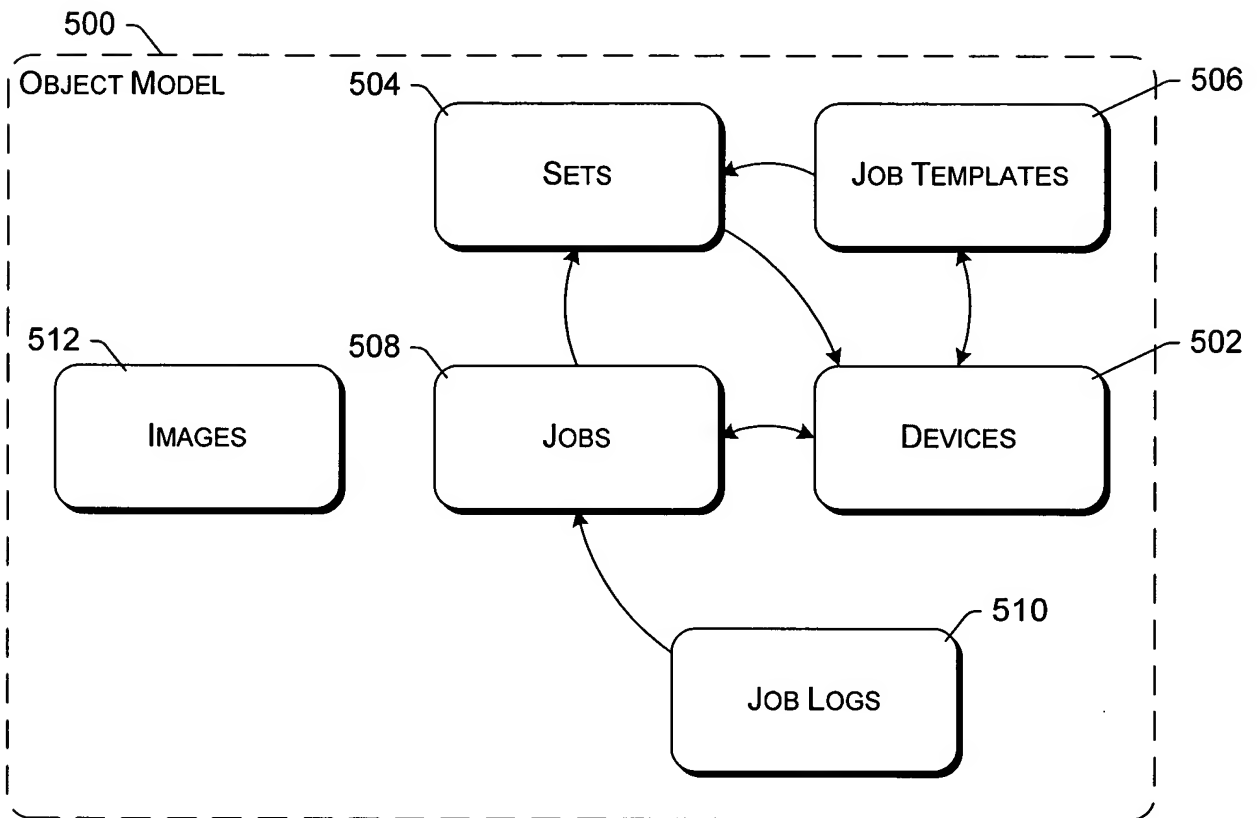 500
OBJECT MODEL
504
506
SETS
JOB TEMPLATES
512
508
502
IMAGES
JOBS
DEVICES
510
JOB LOGS